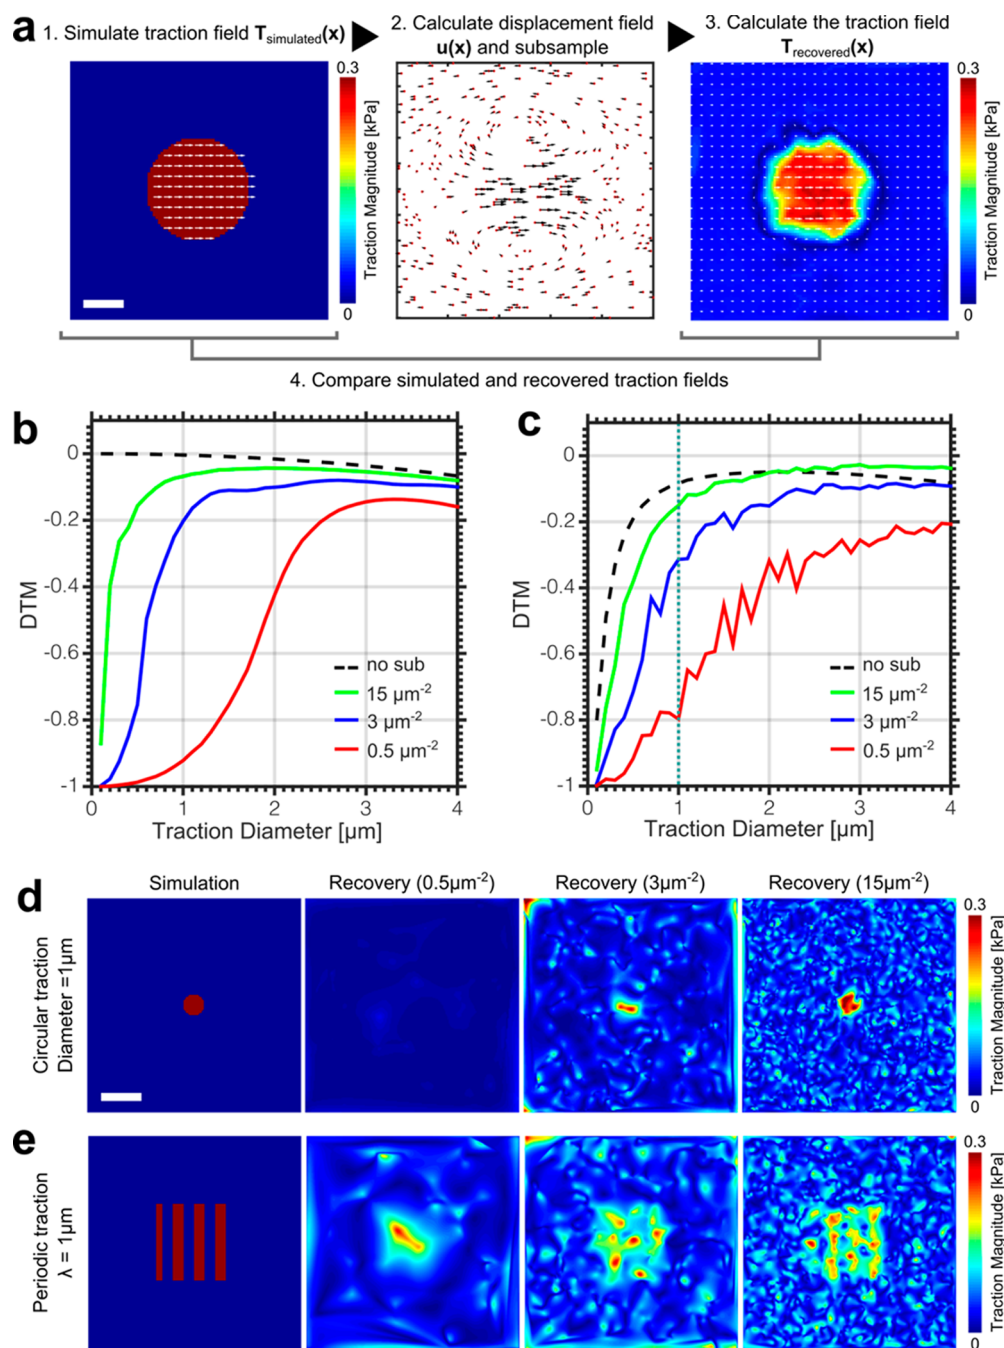 a
1. Simulate traction field Tsimulated(x)
2. Calculate displacement field
u(x) and subsample
3. Calculate the traction field
Trecovered(x)
0.3
Traction Magnitude [kPa]
0
0.3
Traction Magnitude [kPa]
0
4. Compare simulated and recovered traction fields
b
0
-0.2
-0.4
-0.6
-0.8
-1
DTM
no sub
15 µm-2
3 µm-2
0.5 µm-2
0 1 2 3 4
Traction Diameter [µm]
c
0
-0.2
-0.4
-0.6
-0.8
-1
DTM
no sub
15 µm-2
3 µm-2
0.5 µm-2
0 1 2 3 4
Traction Diameter [µm]
d
Simulation Recovery (0.5µm-2) Recovery (3µm-2) Recovery (15µm-2)
Circular traction
Diameter =1µm
0.3
Traction Magnitude [kPa]
0
e
Periodic traction
λ = 1µm
0.3
Traction Magnitude [kPa]
0